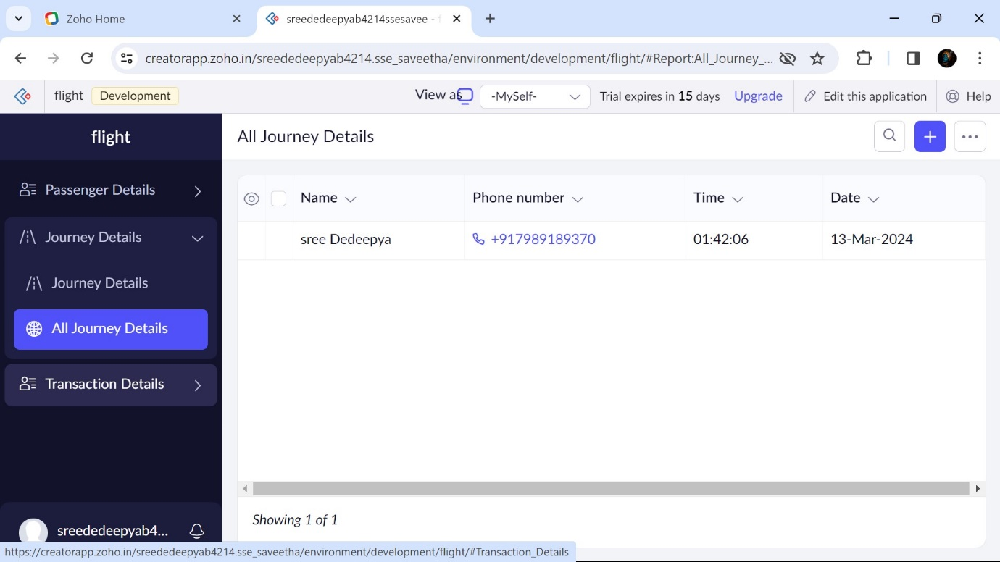 Zoho Home
sreededeepyab4214ssesavee -
creatorapp.zoho.in/sreededeepyab4214.sse_saveetha/environment/development/flight/#Report:All_Journey_...
flight Development View as -MySelf- Trial expires in 15 days Upgrade Edit this application Help
flight
All Journey Details
Passenger Details
Journey Details
Journey Details
All Journey Details
Transaction Details
Name Phone number Time Date
sree Dedeepya +917989189370 01:42:06 13-Mar-2024
Showing 1 of 1
sreededeepyab4...
https://creatorapp.zoho.in/sreededeepyab4214.sse_saveetha/environment/development/flight/#Transaction_Details